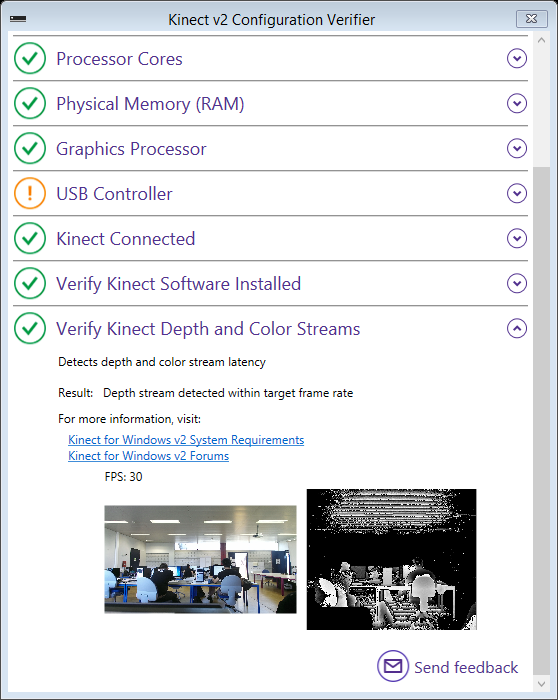 Kinect v2 Configuration Verifier
Processor Cores
Physical Memory (RAM)
Graphics Processor
USB Controller
Kinect Connected
Verify Kinect Software Installed
Verify Kinect Depth and Color Streams
Detects depth and color stream latency
Result: Depth stream detected within target frame rate
For more information, visit:
Kinect for Windows v2 System Requirements
Kinect for Windows v2 Forums
FPS: 30
Send feedback